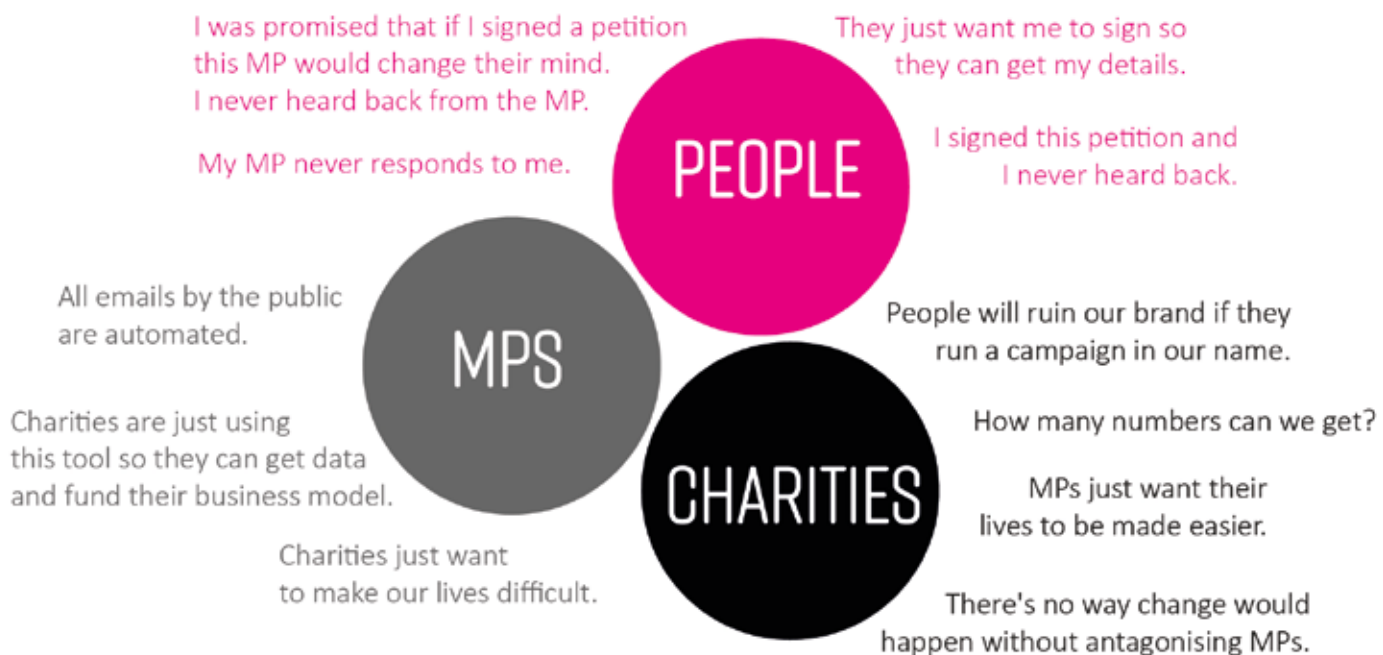 I was promised that if I signed a petition
this MP would change their mind.
I never heard back from the MP.
My MP never responds to me.
They just want me to sign so
they can get my details.
I signed this petition and
I never heard back.
PEOPLE
All emails by the public
are automated.
Charities are just using
this tool so they can get data
and fund their business model.
Charities just want
to make our lives difficult.
MPS
People will ruin our brand if they
run a campaign in our name.
How many numbers can we get?
MPs just want their
lives to be made easier.
There's no way change would
happen without antagonising MPs.
CHARITIES